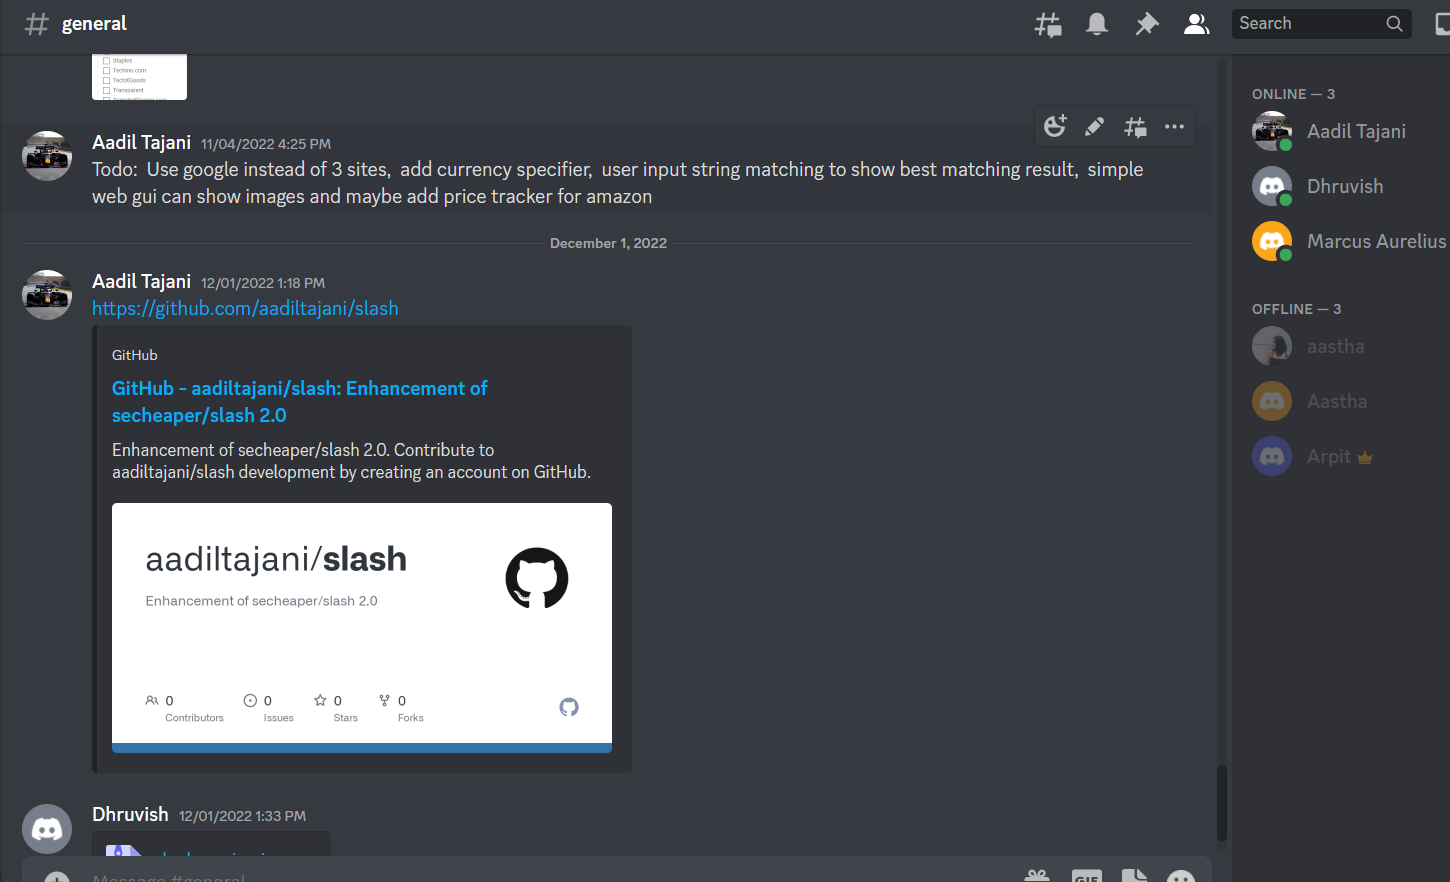 general
Search
Staples
Techinn.com
TechXGoods
Transparent
Aadil Tajani 11/04/2022 4:25 PM
Todo: Use google instead of 3 sites, add currency specifier, user input string matching to show best matching result, simple
web gui can show images and maybe add price tracker for amazon
December 1, 2022
Aadil Tajani 12/01/2022 1:18 PM
https://github.com/aadiltajani/slash
GitHub
GitHub - aadiltajani/slash: Enhancement of
secheaper/slash 2.0
Enhancement of secheaper/slash 2.0. Contribute to
aadiltajani/slash development by creating an account on GitHub.
aadiltajani/slash
Enhancement of secheaper/slash 2.0
0 0 0 0
Contributors Issues Stars Forks
Dhruvish 12/01/2022 1:33 PM
Message #general
GIF
ONLINE — 3
Aadil Tajani
Dhruvish
Marcus Aurelius
OFFLINE — 3
aastha
Aastha
Arpit